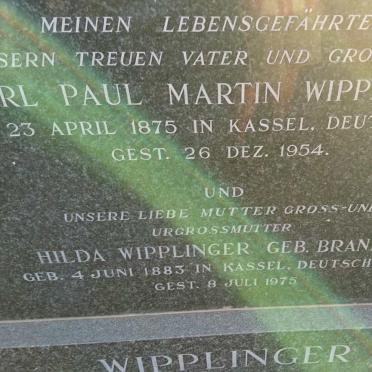 MEINEN LEBENSGEFÄHRTE
SERN TREUEN VATER UND GRO
RL PAUL MARTIN WIPP
23 APRIL 1875 IN KASSEL, DEU
GEST. 26 DEZ. 1954.
UND
UNSERE LIEBE MUTTER GROSS-UN
URGROSSMUTTER
HILDA WIPPLINGER GEB. BRAN
GEB. 4 JUNI 1883 IN KASSEL, DEUTSCH
GEST. 8 JULI 1975
WIPPLINGER